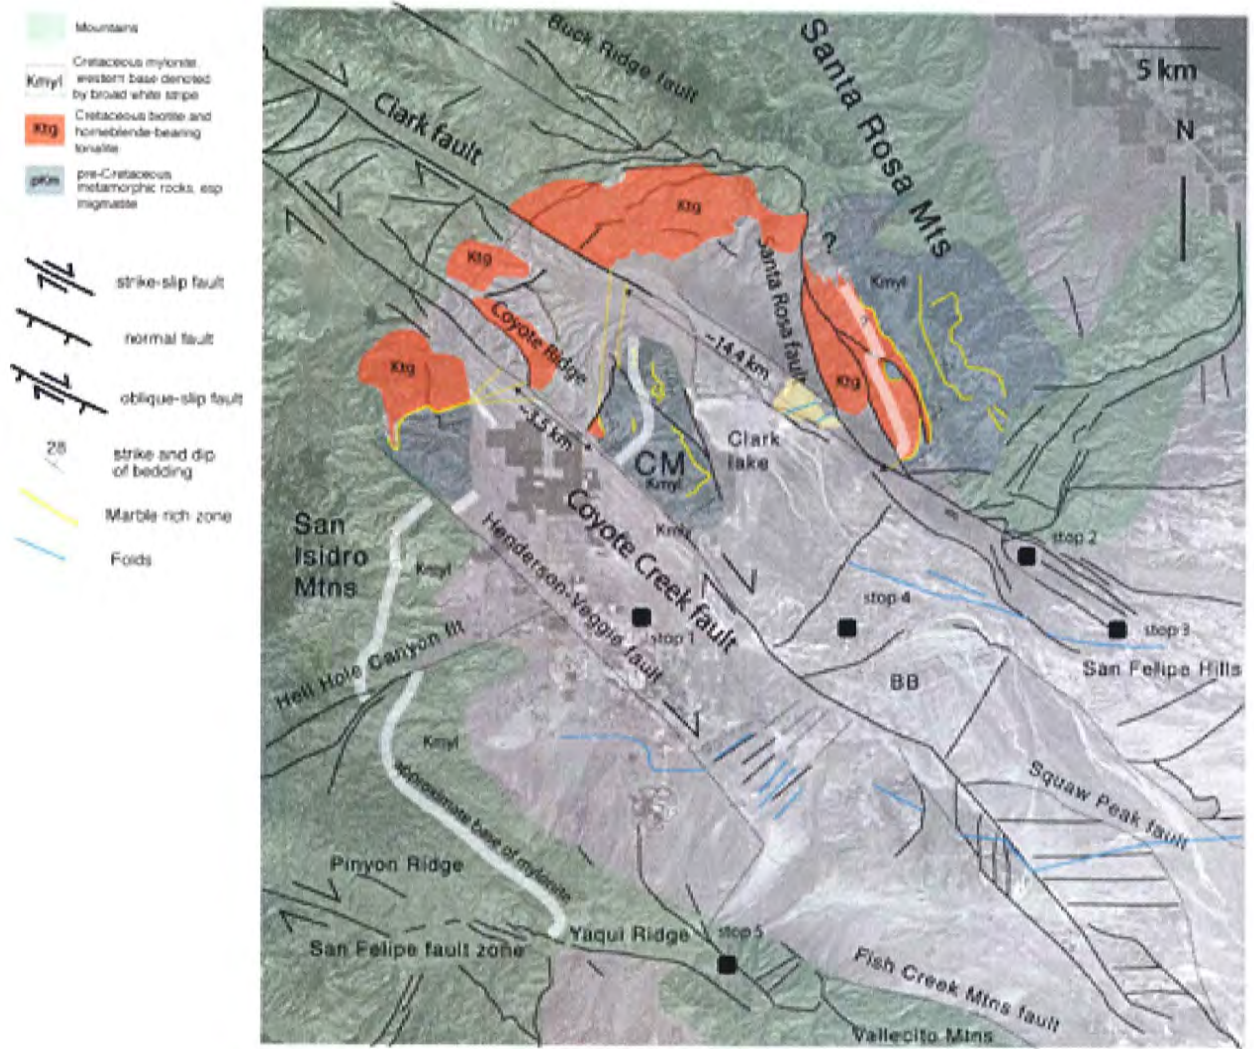 Mountains
Kmyl
Cretaceous mylonite,
western base denoted
by broad white stripe
Ktg
Cretaceous biotite and
horneblende-bearing
tonalite
pKm
pre-Cretaceous
metamorphic rocks, esp
migmatite
strike-slip fault
normal fault
oblique-slip fault
28
strike and dip
of bedding
Marble rich zone
Folds
Buck Ridge fault
Santa Rosa Mts
5 km
N
Clark fault
Ktg
Ktg
Santa Rosa fault
?
Kmyl
Coyote Ridge
~14.4 km
Ktg
Ktg
~3.5 km
CM
Kmyl
Clark
lake
San
Isidro
Mtns
Kmyl
Kmyl
Coyote Creek fault
Henderson-Veggie fault
stop 2
stop 4
stop 1
stop 3
San Felipe Hills
Hell Hole Canyon flt
BB
Kmyl
approximate base of mylonite
Squaw Peak fault
Pinyon Ridge
Yaqui Ridge
stop 5
San Felipe fault zone
Fish Creek Mtns fault
Vallecito Mtns